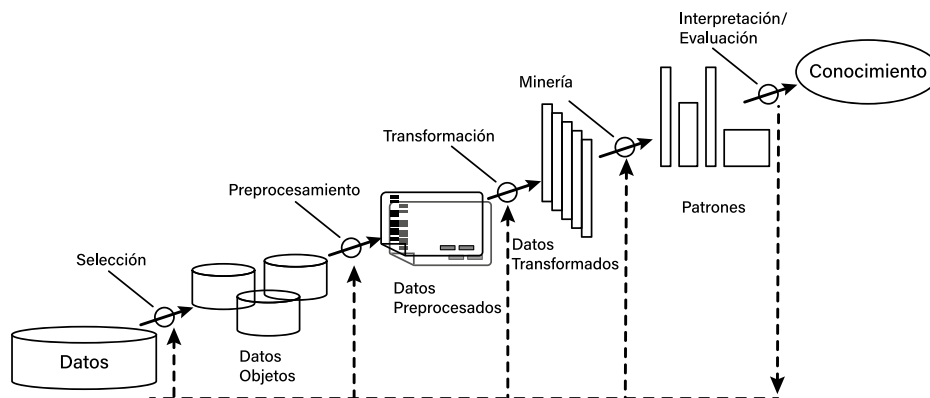 Interpretación/
Evaluación
Conocimiento
Minería
Transformación
Preprocesamiento
Patrones
Selección
Datos
Transformados
Datos
Preprocesados
Datos
Datos
Objetos